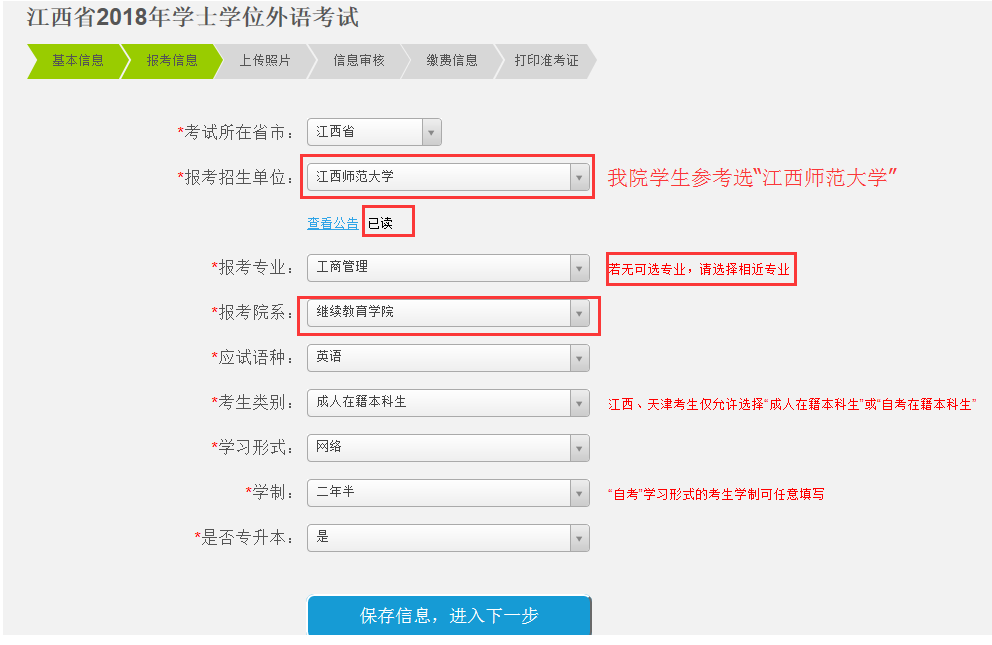 江西省2018年学士学位外语考试
基本信息 报考信息 上传照片 信息审核 缴费信息 打印准考证
*考试所在省市： 江西省
*报考招生单位： 江西师范大学 我院学生参考选“江西师范大学”
查看公告 已读
*报考专业： 工商管理 若无可选专业，请选择相近专业
*报考院系： 继续教育学院
*应试语种： 英语
*考生类别： 成人在籍本科生 江西、天津考生仅允许选择“成人在籍本科生”或“自考在籍本科生”
*学习形式： 网络
*学制： 二年半 “自考”学习形式的考生学制可任意填写
*是否专升本： 是
保存信息，进入下一步